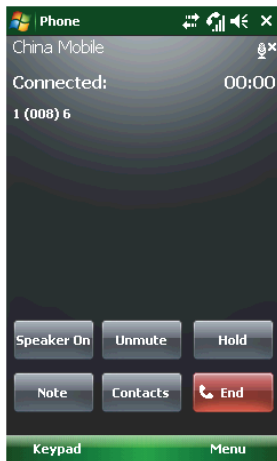 Phone
China Mobile
Connected: 00:00
1 (008) 6
Speaker On Unmute Hold
Note Contacts End
Keypad Menu